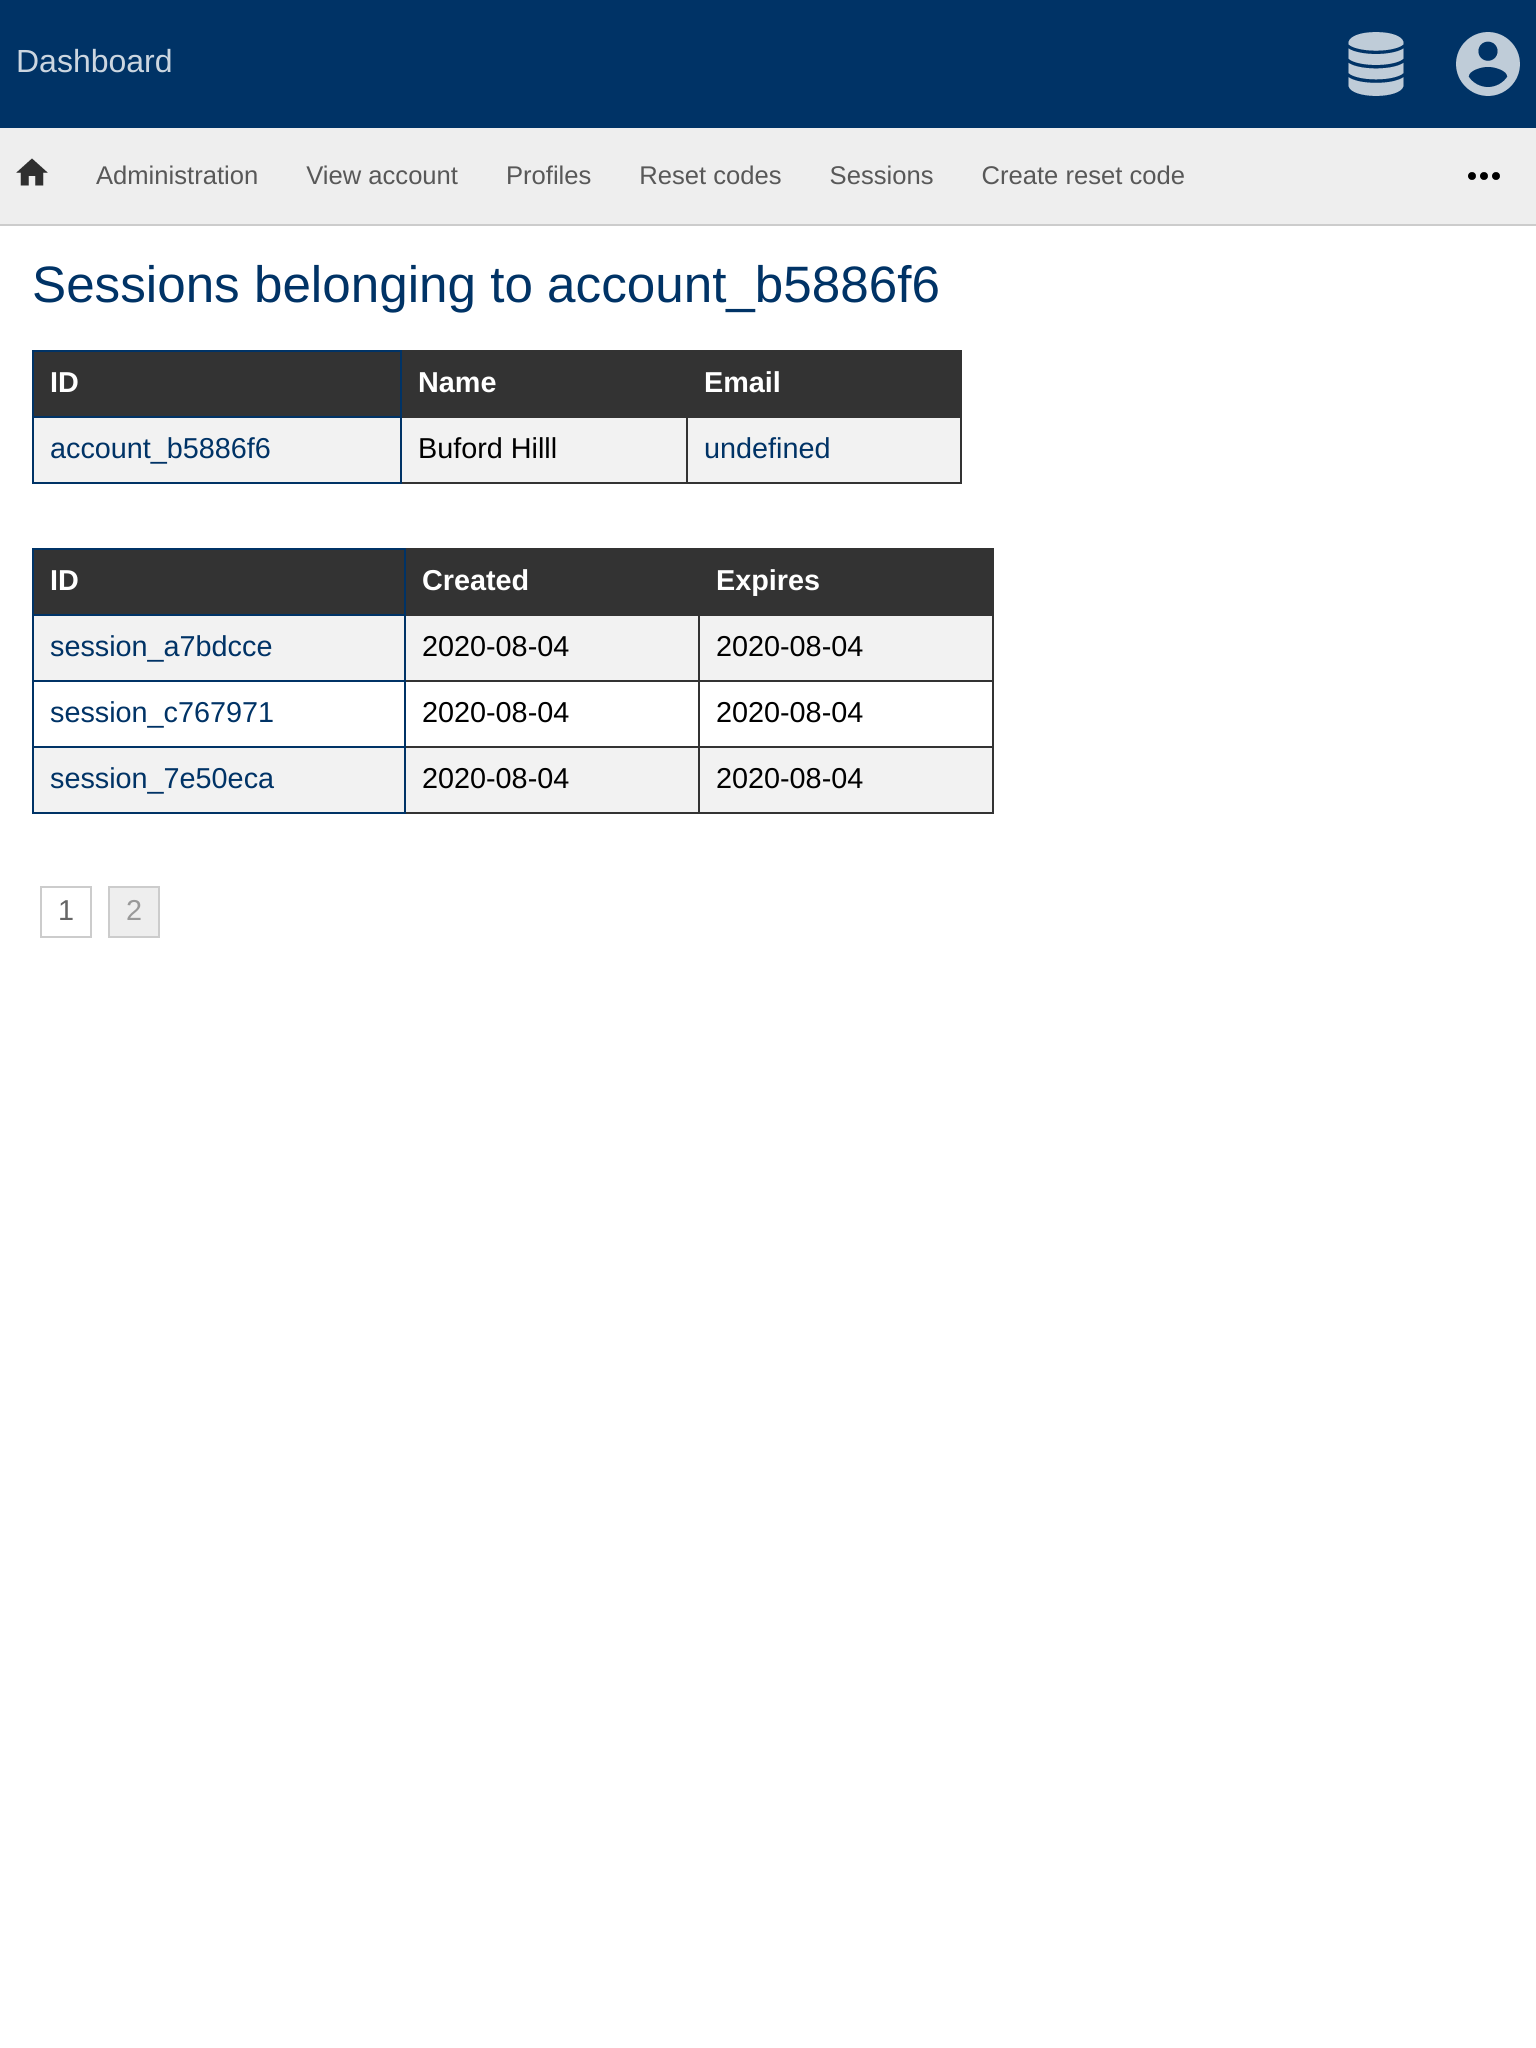 Dashboard
Administration View account Profiles Reset codes Sessions Create reset code
Sessions belonging to account_b5886f6
ID Name Email
account_b5886f6 Buford Hilll undefined
ID Created Expires
session_a7bdcce 2020-08-04 2020-08-04
session_c767971 2020-08-04 2020-08-04
session_7e50eca 2020-08-04 2020-08-04
1 2